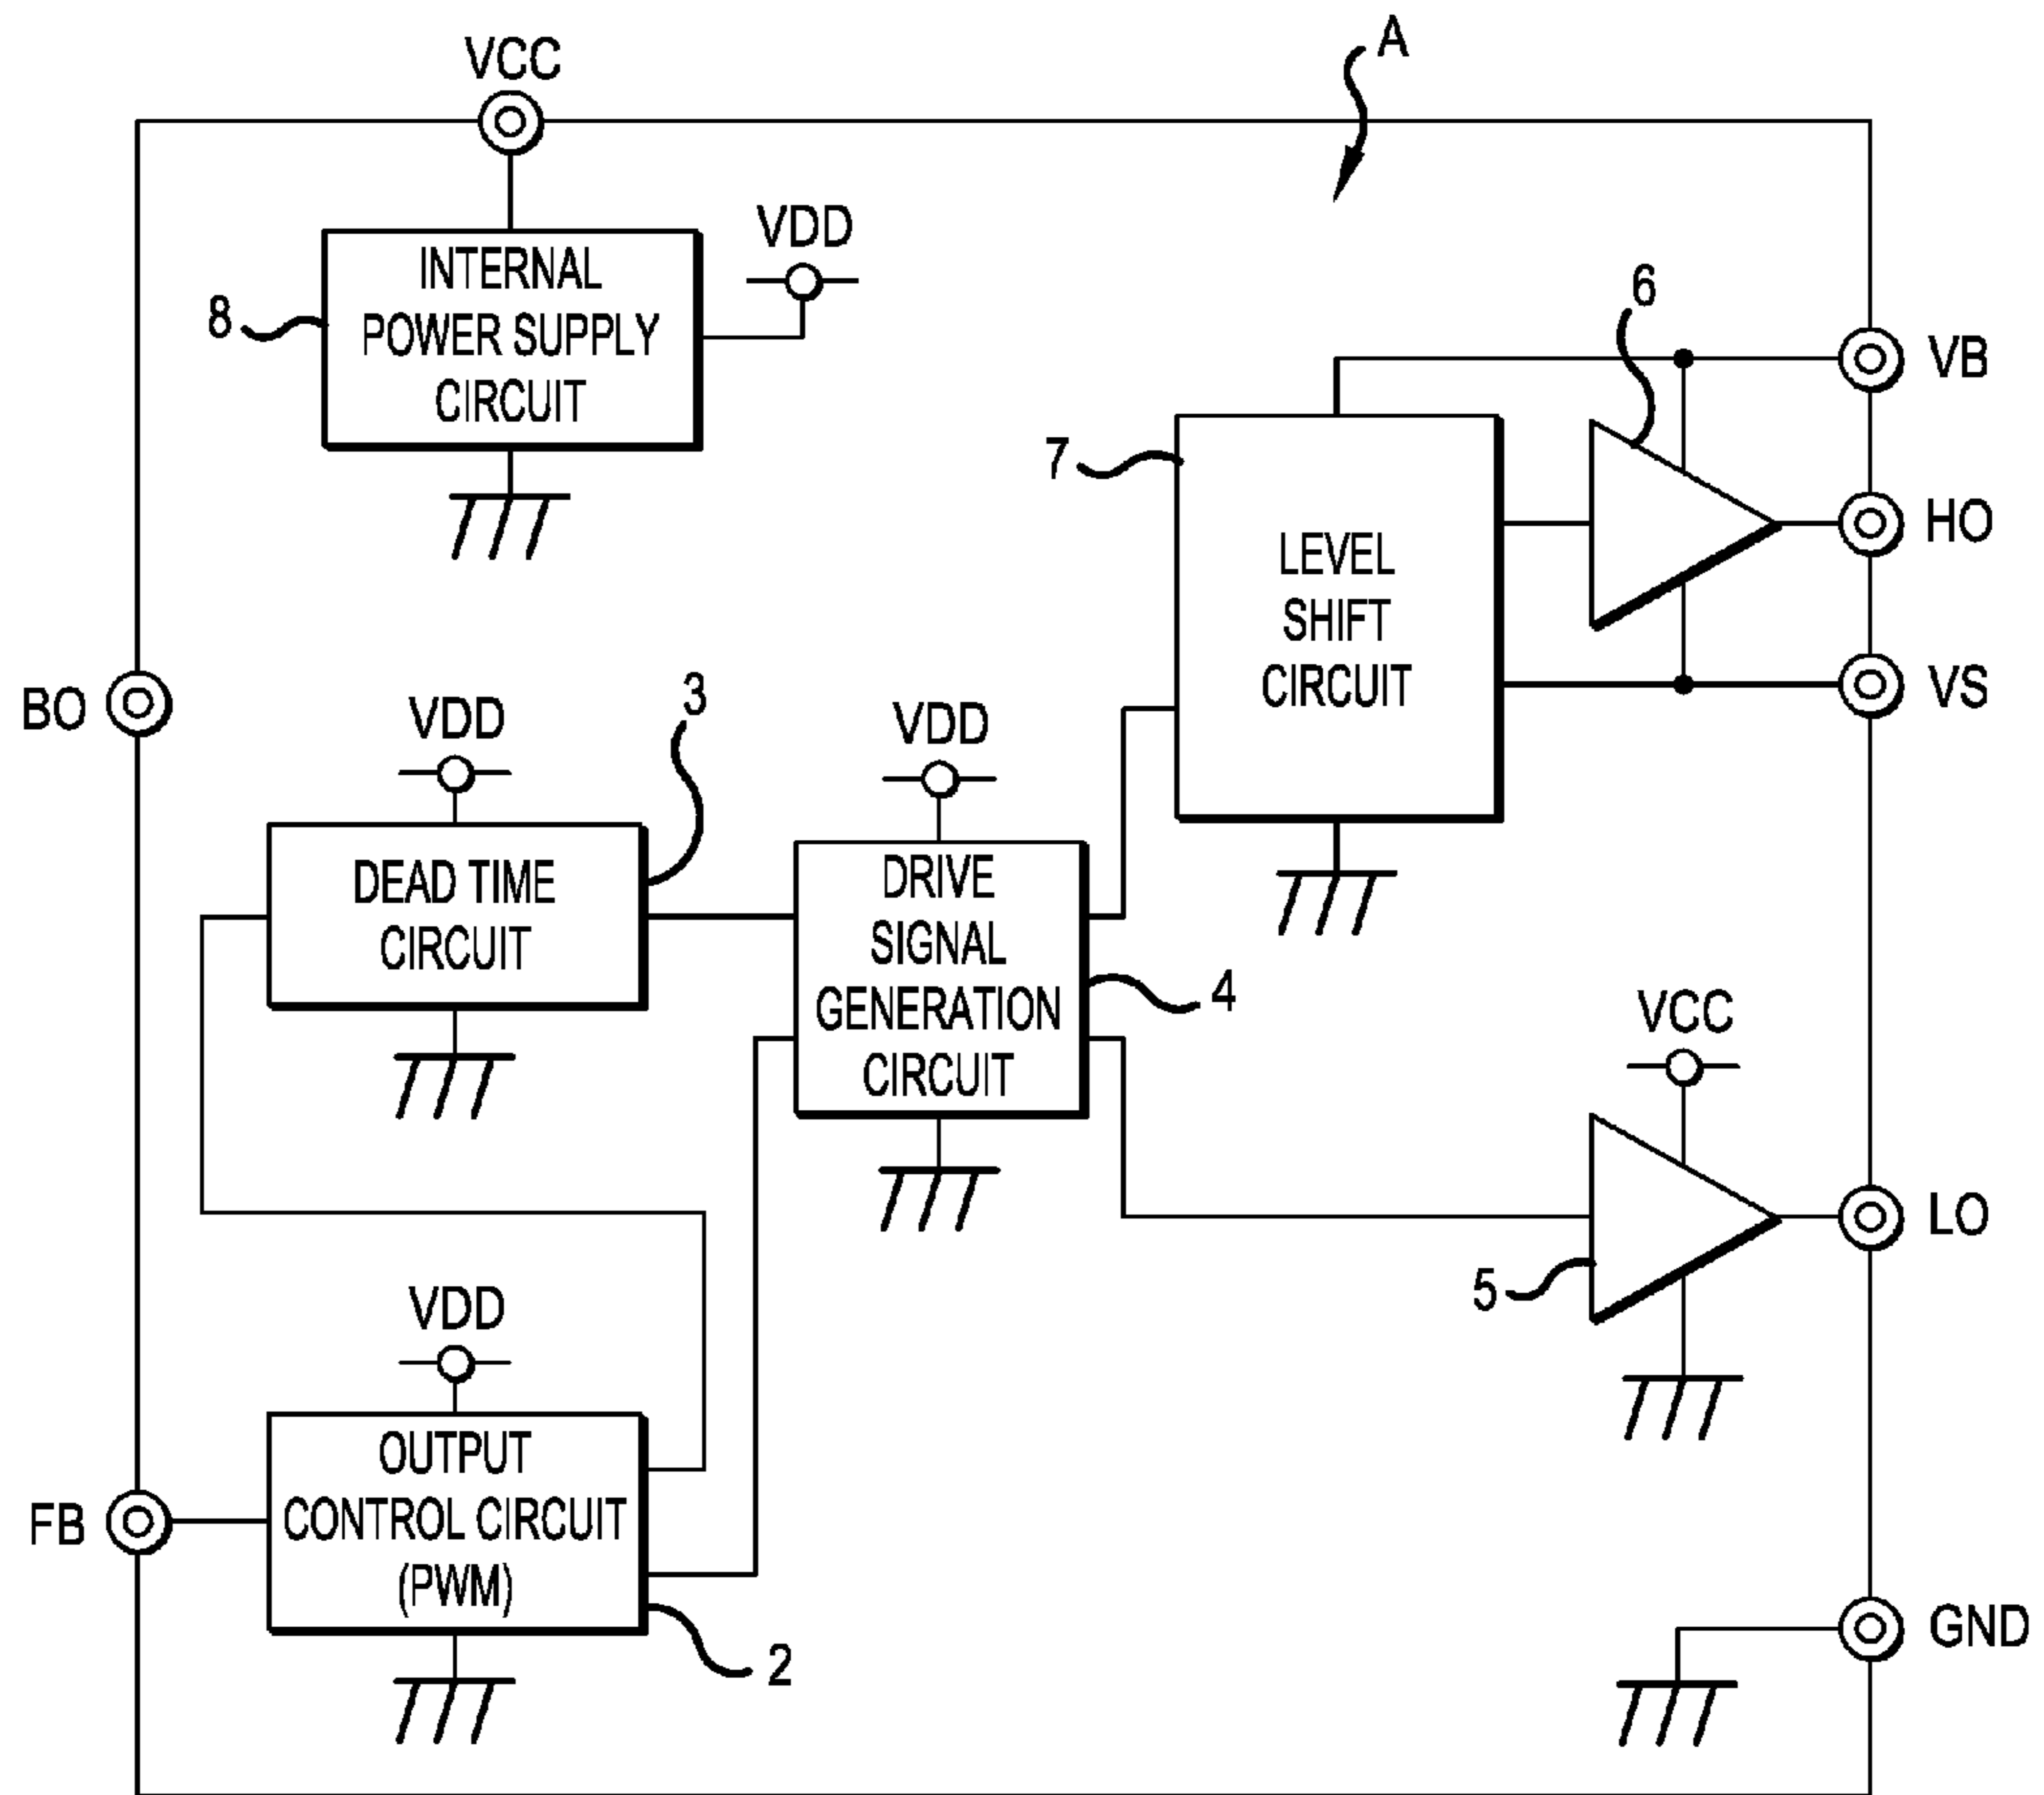 A
VCC
VDD
INTERNAL
POWER SUPPLY
CIRCUIT
8
6
VB
7
HO
LEVEL
SHIFT
CIRCUIT
VS
BO
VDD
3
VDD
DEAD TIME
CIRCUIT
DRIVE
SIGNAL
GENERATION
CIRCUIT
4
VCC
LO
5
VDD
OUTPUT
CONTROL CIRCUIT
(PWM)
FB
2
GND